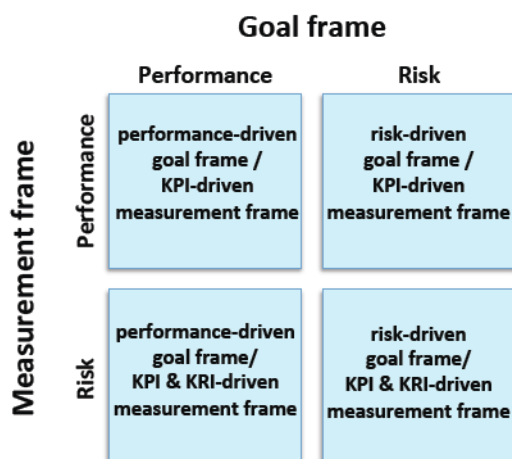 Goal frame
Performance
Risk
Measurement frame
Performance
performance-driven
goal frame /
KPI-driven
measurement frame
risk-driven
goal frame /
KPI-driven
measurement frame
Risk
performance-driven
goal frame/
KPI & KRI-driven
measurement frame
risk-driven
goal frame/
KPI & KRI-driven
measurement frame